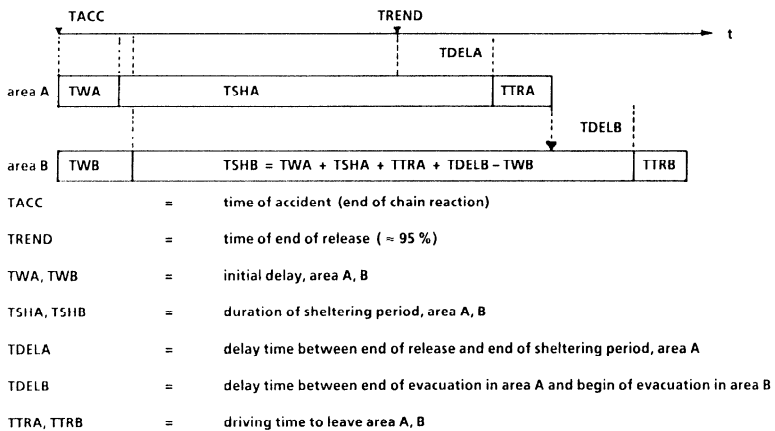 TACC TREND
t
TDELA
area A TWA TSHA TTRA
TDELB
area B TWB TSHB = TWA + TSHA + TTRA + TDELB – TWB TTRB
TACC = time of accident (end of chain reaction)
TREND = time of end of release ( ≈ 95 %)
TWA, TWB = initial delay, area A, B
TSHA, TSHB = duration of sheltering period, area A, B
TDELA = delay time between end of release and end of sheltering period, area A
TDELB = delay time between end of evacuation in area A and begin of evacuation in area B
TTRA, TTRB = driving time to leave area A, B